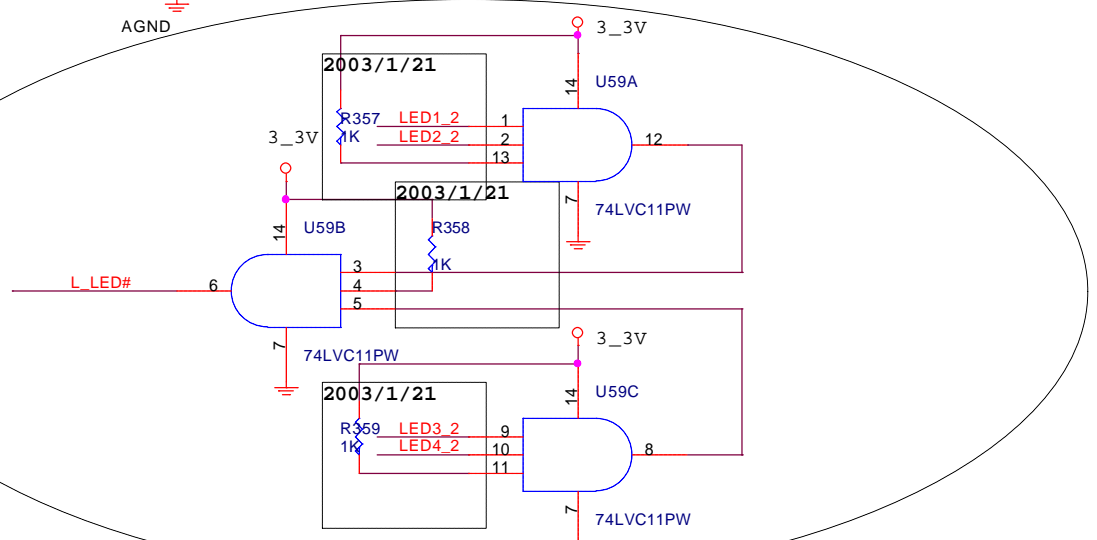 AGND
3_3V
2003/1/21
14
U59A
R357
1K
LED1_2
LED2_2
1
2
13
12
3_3V
7
74LVC11PW
2003/1/21
14
U59B
R358
1K
L_LED#
6
3
4
5
7
74LVC11PW
3_3V
2003/1/21
14
U59C
R359
1K
LED3_2
LED4_2
9
10
11
8
7
74LVC11PW